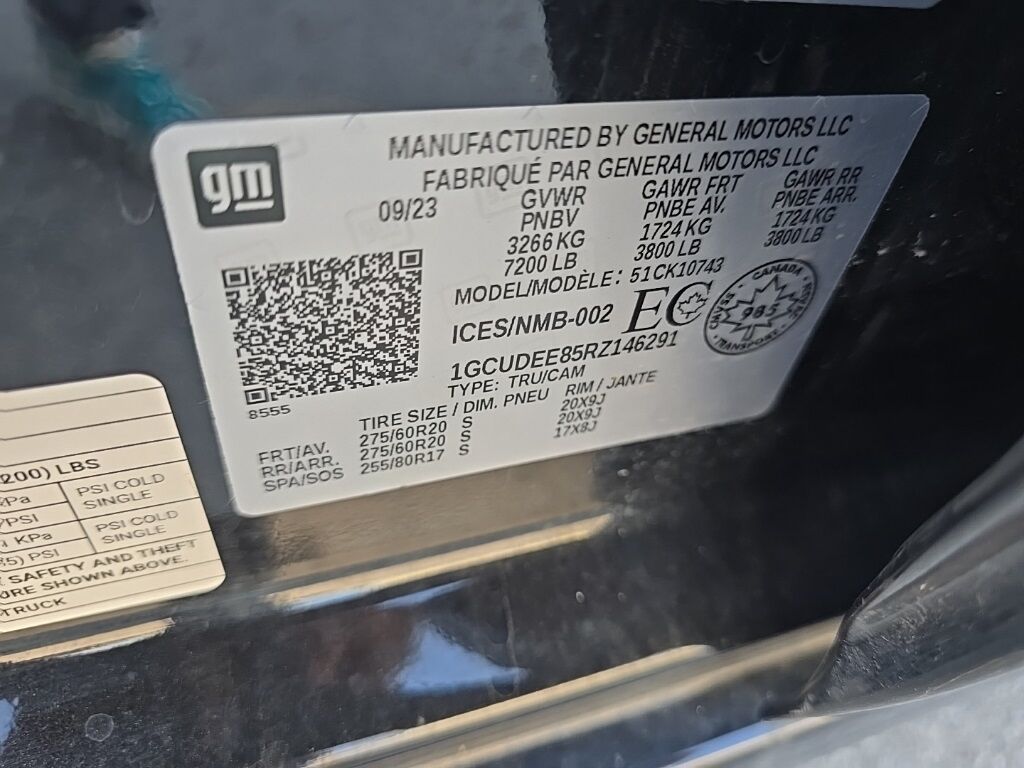 gm
MANUFACTURED BY GENERAL MOTORS LLC
FABRIQUÉ PAR GENERAL MOTORS LLC
09/23
GVWR
PNBV
3266 KG
7200 LB
GAWR FRT
PNBE AV.
1724 KG
3800 LB
GAWR RR
PNBE ARR.
1724 KG
3800 LB
MODEL/MODÈLE: 51CK10743
ICES/NMB-002 EC
CANADA
985
TRANSPORT
1GCUDEE85RZ146291
TYPE: TRU/CAM
8555
TIRE SIZE / DIM. PNEU RIM / JANTE
FRT/AV. 275/60R20 S 20X9J
RR/ARR. 275/60R20 S 20X9J
SPA/SOS 255/80R17 S 17X8J
200) LBS
kPa PSI COLD
PSI SINGLE
KPa PSI COLD
PSI SINGLE
SAFETY AND THEFT
SHOWN ABOVE.
TRUCK